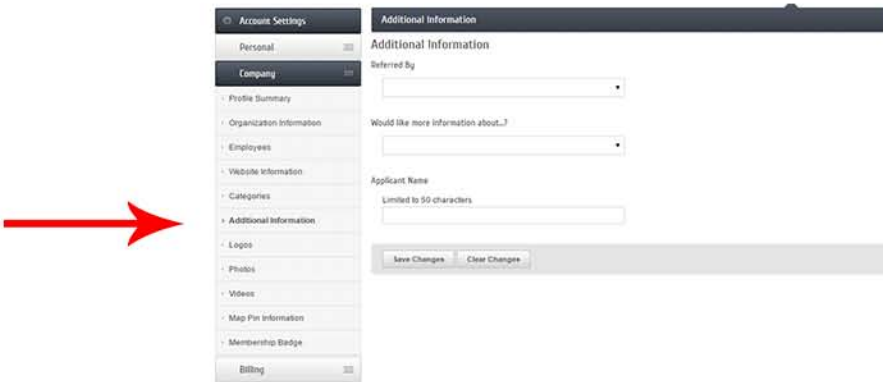 Account Settings
Personal
Company
Profile Summary
Organization Information
Employees
Website Information
Categories
Additional Information
Logos
Photos
Videos
Map Pin Information
Membership Badge
Billing
Additional Information
Additional Information
Referred By
Would like more information about...?
Applicant Name
Limited to 50 characters
Save Changes Clear Changes